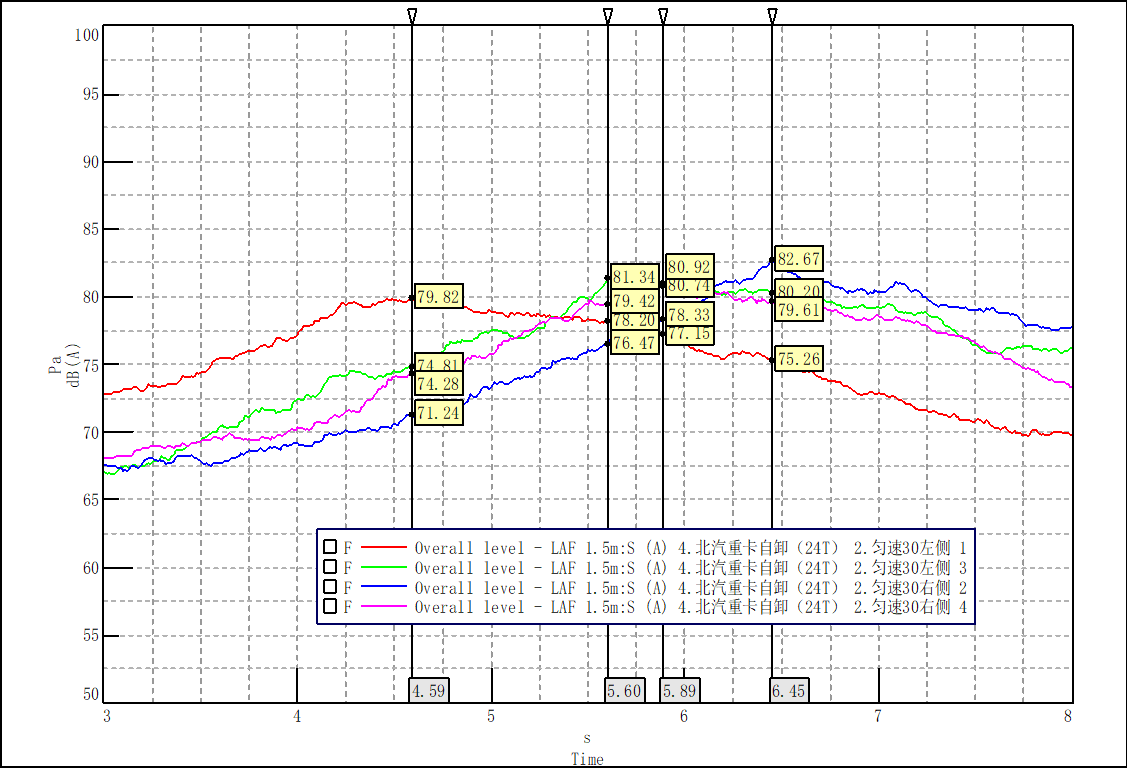 100
95
90
85
80
75
70
65
60
55
50
Pa
dB(A)
79.82
74.81
74.28
71.24
81.34
79.42
78.20
76.47
80.92
80.74
78.33
77.15
82.67
80.20
79.61
75.26
F Overall level - LAF 1.5m:S (A) 4.北汽重卡自卸（24T） 2.匀速30左侧 1
F Overall level - LAF 1.5m:S (A) 4.北汽重卡自卸（24T） 2.匀速30左侧 3
F Overall level - LAF 1.5m:S (A) 4.北汽重卡自卸（24T） 2.匀速30右侧 2
F Overall level - LAF 1.5m:S (A) 4.北汽重卡自卸（24T） 2.匀速30右侧 4
4.59 5.60 5.89 6.45
3 4 5 6 7 8
s
Time